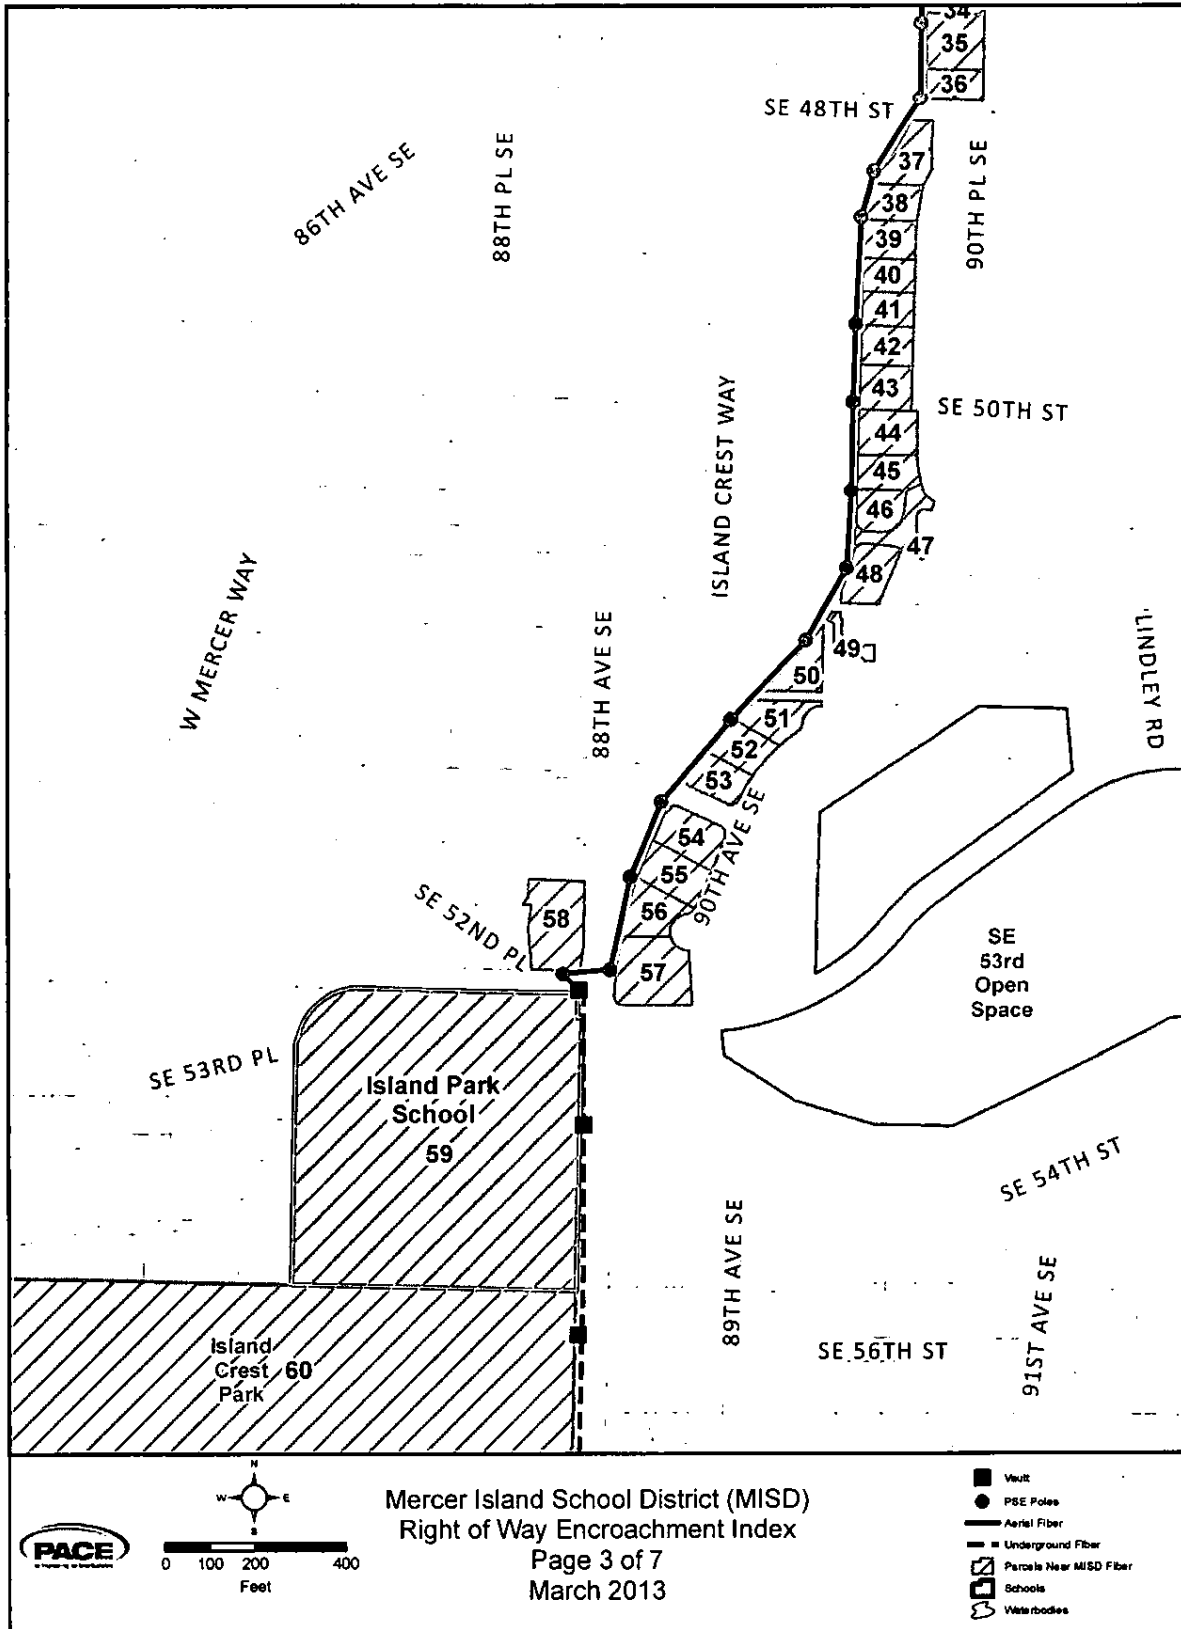 34
35
36
SE 48TH ST
37
38
39
40
41
42
43
44
45
46
47
48
49
50
51
52
53
54
55
56
57
58
86TH AVE SE
88TH PL SE
90TH PL SE
SE 50TH ST
ISLAND CREST WAY
W MERCER WAY
88TH AVE SE
LINDLEY RD
90TH AVE SE
SE 52ND PL
SE
53rd
Open
Space
SE 53RD PL
Island Park
School
59
SE 54TH ST
89TH AVE SE
91ST AVE SE
SE 56TH ST
Island
Crest 60
Park
N
W E
S
PACE
0 100 200 400
Feet
Mercer Island School District (MISD)
Right of Way Encroachment Index
Page 3 of 7
March 2013
Vault
PSE Poles
Aerial Fiber
Underground Fiber
Parcels Near MISD Fiber
Schools
Waterbodies